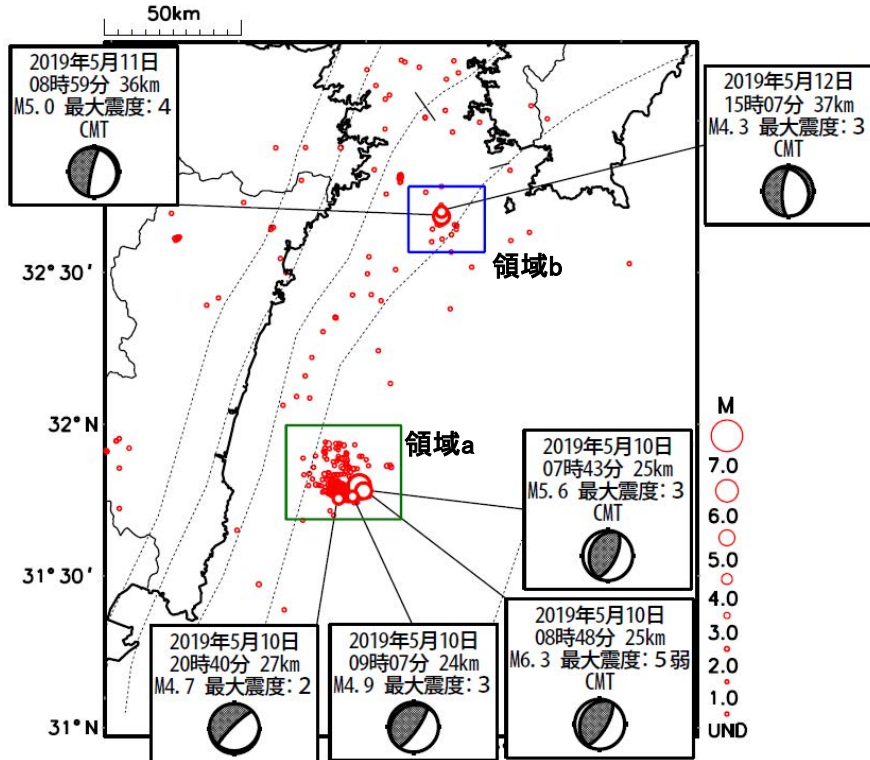 50km
2019年5月11日
08時59分 36km
M5.0 最大震度：4
CMT
2019年5月12日
15時07分 37km
M4.3 最大震度：3
CMT
32°30′
領域b
32°N
領域a
2019年5月10日
07時43分 25km
M5.6 最大震度：3
CMT
M
7.0
6.0
5.0
4.0
3.0
2.0
1.0
UND
31°30′
2019年5月10日
20時40分 27km
M4.7 最大震度：2
2019年5月10日
09時07分 24km
M4.9 最大震度：3
2019年5月10日
08時48分 25km
M6.3 最大震度：5弱
CMT
31°N